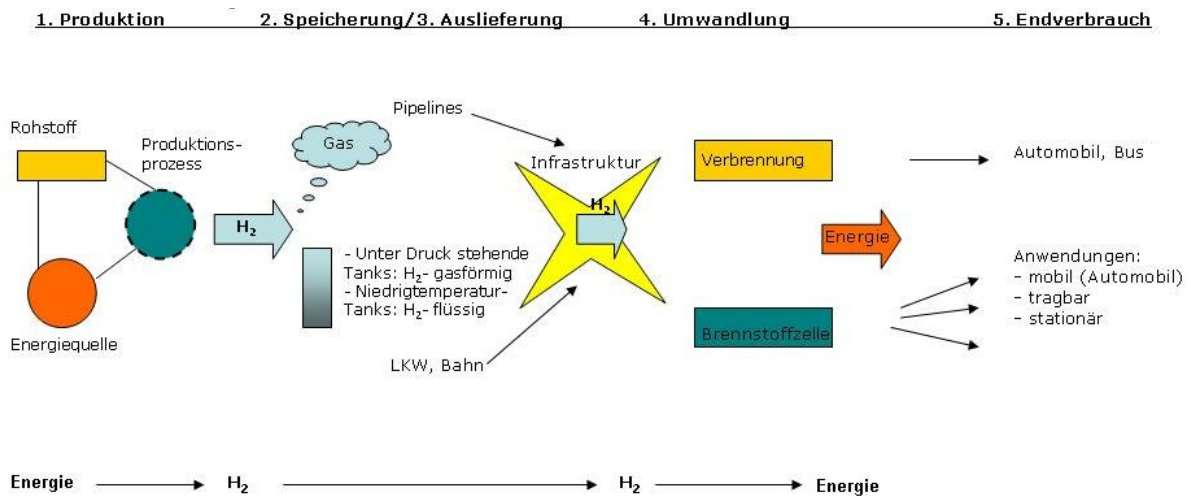 1. Produktion 2. Speicherung/3. Auslieferung 4. Umwandlung 5. Endverbrauch
Rohstoff
Produktions-
prozess
Energiequelle
H₂
Gas
- Unter Druck stehende
Tanks: H₂- gasförmig
- Niedrigtemperatur-
Tanks: H₂- flüssig
Pipelines
Infrastruktur
H₂
LKW, Bahn
Verbrennung
Brennstoffzelle
Energie
Automobil, Bus
Anwendungen:
- mobil (Automobil)
- tragbar
- stationär
Energie H₂ H₂ Energie